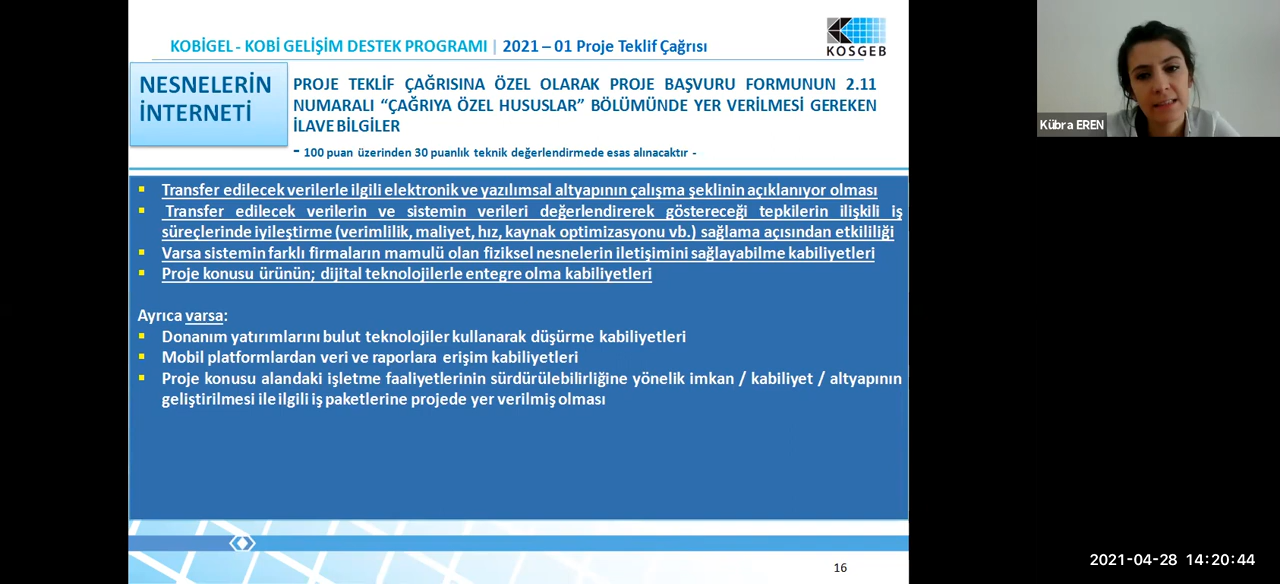 KOBİGEL - KOBİ GELİŞİM DESTEK PROGRAMI | 2021 – 01 Proje Teklif Çağrısı
KOSGEB
NESNELERİN
İNTERNETİ
PROJE TEKLİF ÇAĞRISINA ÖZEL OLARAK PROJE BAŞVURU FORMUNUN 2.11
NUMARALI “ÇAĞRIYA ÖZEL HUSUSLAR” BÖLÜMÜNDE YER VERİLMESİ GEREKEN
İLAVE BİLGİLER
- 100 puan üzerinden 30 puanlık teknik değerlendirmede esas alınacaktır -
Transfer edilecek verilerle ilgili elektronik ve yazılımsal altyapının çalışma şeklinin açıklanıyor olması
Transfer edilecek verilerin ve sistemin verileri değerlendirerek göstereceği tepkilerin ilişkili iş
süreçlerinde iyileştirme (verimlilik, maliyet, hız, kaynak optimizasyonu vb.) sağlama açısından etkililiği
Varsa sistemin farklı firmaların mamulü olan fiziksel nesnelerin iletişimini sağlayabilme kabiliyetleri
Proje konusu ürünün; dijital teknolojilerle entegre olma kabiliyetleri
Ayrıca varsa:
Donanım yatırımlarını bulut teknolojiler kullanarak düşürme kabiliyetleri
Mobil platformlardan veri ve raporlara erişim kabiliyetleri
Proje konusu alandaki işletme faaliyetlerinin sürdürülebilirliğine yönelik imkan / kabiliyet / altyapının
geliştirilmesi ile ilgili iş paketlerine projede yer verilmiş olması
16
Kübra EREN
2021-04-28 14:20:44